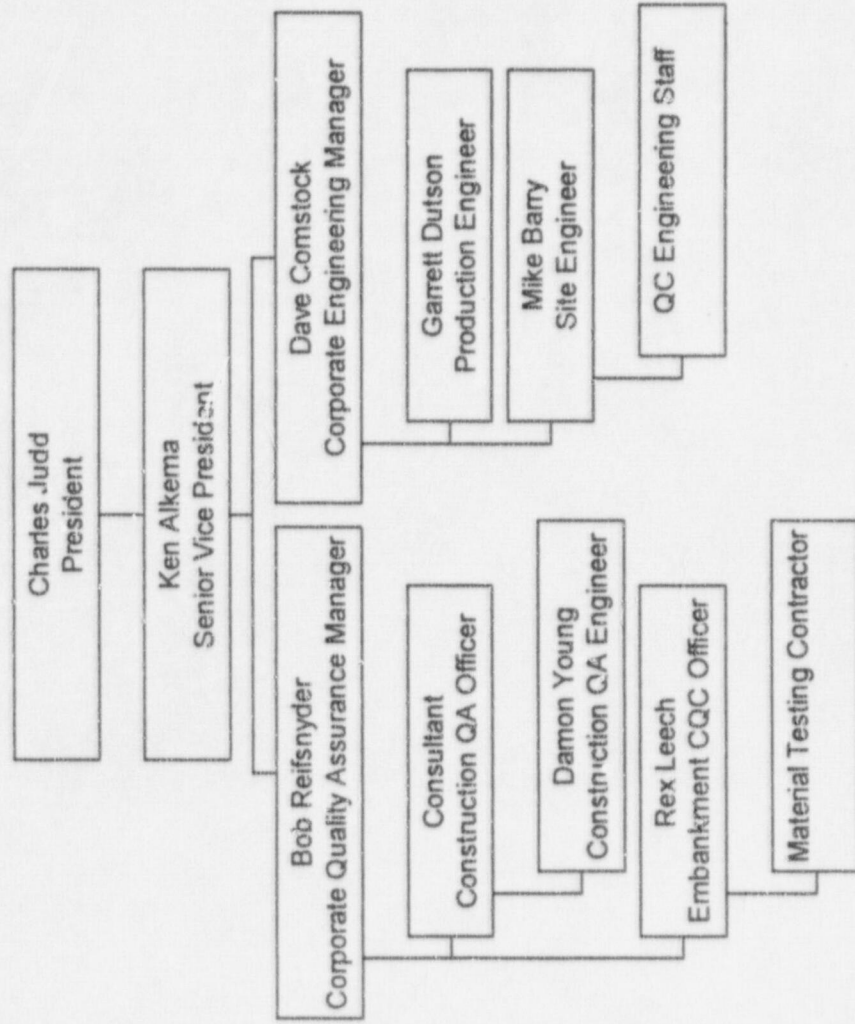 Charles Judd
President
Ken Alkema
Senior Vice President
Bob Reifsnyder
Corporate Quality Assurance Manager
Dave Comstock
Corporate Engineering Manager
Consultant
Construction QA Officer
Damon Young
Construction QA Engineer
Rex Leech
Embankment CQC Officer
Material Testing Contractor
Garrett Dutson
Production Engineer
Mike Barry
Site Engineer
QC Engineering Staff